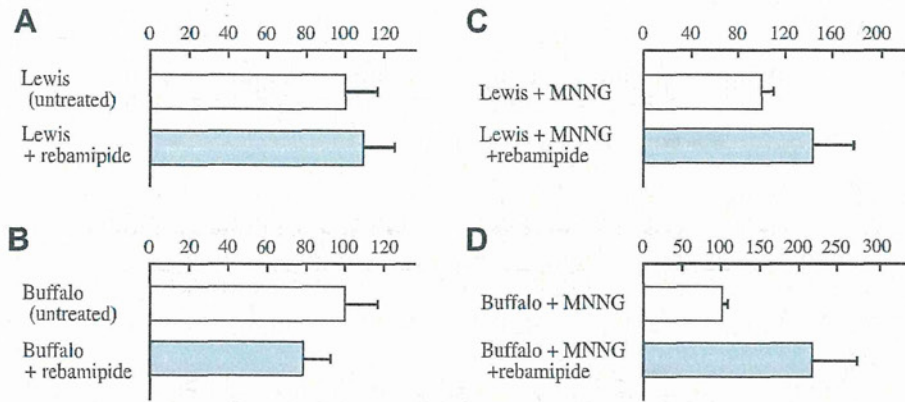 A
0 20 40 60 80 100 120
Lewis
(untreated)
Lewis
+ rebamipide
B
0 20 40 60 80 100 120
Buffalo
(untreated)
Buffalo
+ rebamipide
C
0 40 80 120 160 200
Lewis + MNNG
Lewis + MNNG
+rebamipide
D
0 50 100 150 200 250 300
Buffalo + MNNG
Buffalo + MNNG
+rebamipide